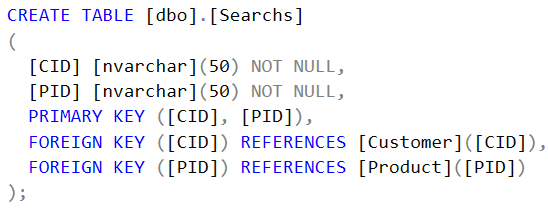 CREATE TABLE [dbo].[Searchs]
(
[CID] [nvarchar](50) NOT NULL,
[PID] [nvarchar](50) NOT NULL,
PRIMARY KEY ([CID], [PID]),
FOREIGN KEY ([CID]) REFERENCES [Customer]([CID]),
FOREIGN KEY ([PID]) REFERENCES [Product]([PID])
);